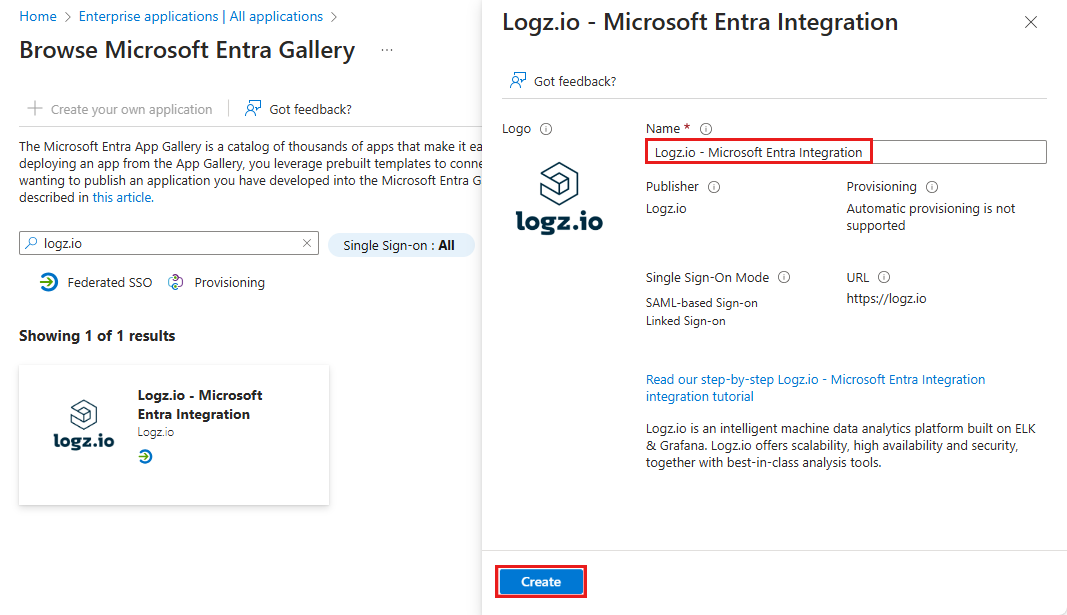 Home > Enterprise applications | All applications >
Browse Microsoft Entra Gallery ...
+ Create your own application | Got feedback?
The Microsoft Entra App Gallery is a catalog of thousands of apps that make it ea
deploying an app from the App Gallery, you leverage prebuilt templates to conne
wanting to publish an application you have developed into the Microsoft Entra G
described in this article.
logz.io
Single Sign-on : All
Federated SSO
Provisioning
Showing 1 of 1 results
logz.io
Logz.io - Microsoft
Entra Integration
Logz.io
Logz.io - Microsoft Entra Integration
Got feedback?
Logo
logz.io
Name *
Logz.io - Microsoft Entra Integration
Publisher
Logz.io
Provisioning
Automatic provisioning is not
supported
Single Sign-On Mode
SAML-based Sign-on
Linked Sign-on
URL
https://logz.io
Read our step-by-step Logz.io - Microsoft Entra Integration
integration tutorial
Logz.io is an intelligent machine data analytics platform built on ELK
& Grafana. Logz.io offers scalability, high availability and security,
together with best-in-class analysis tools.
Create